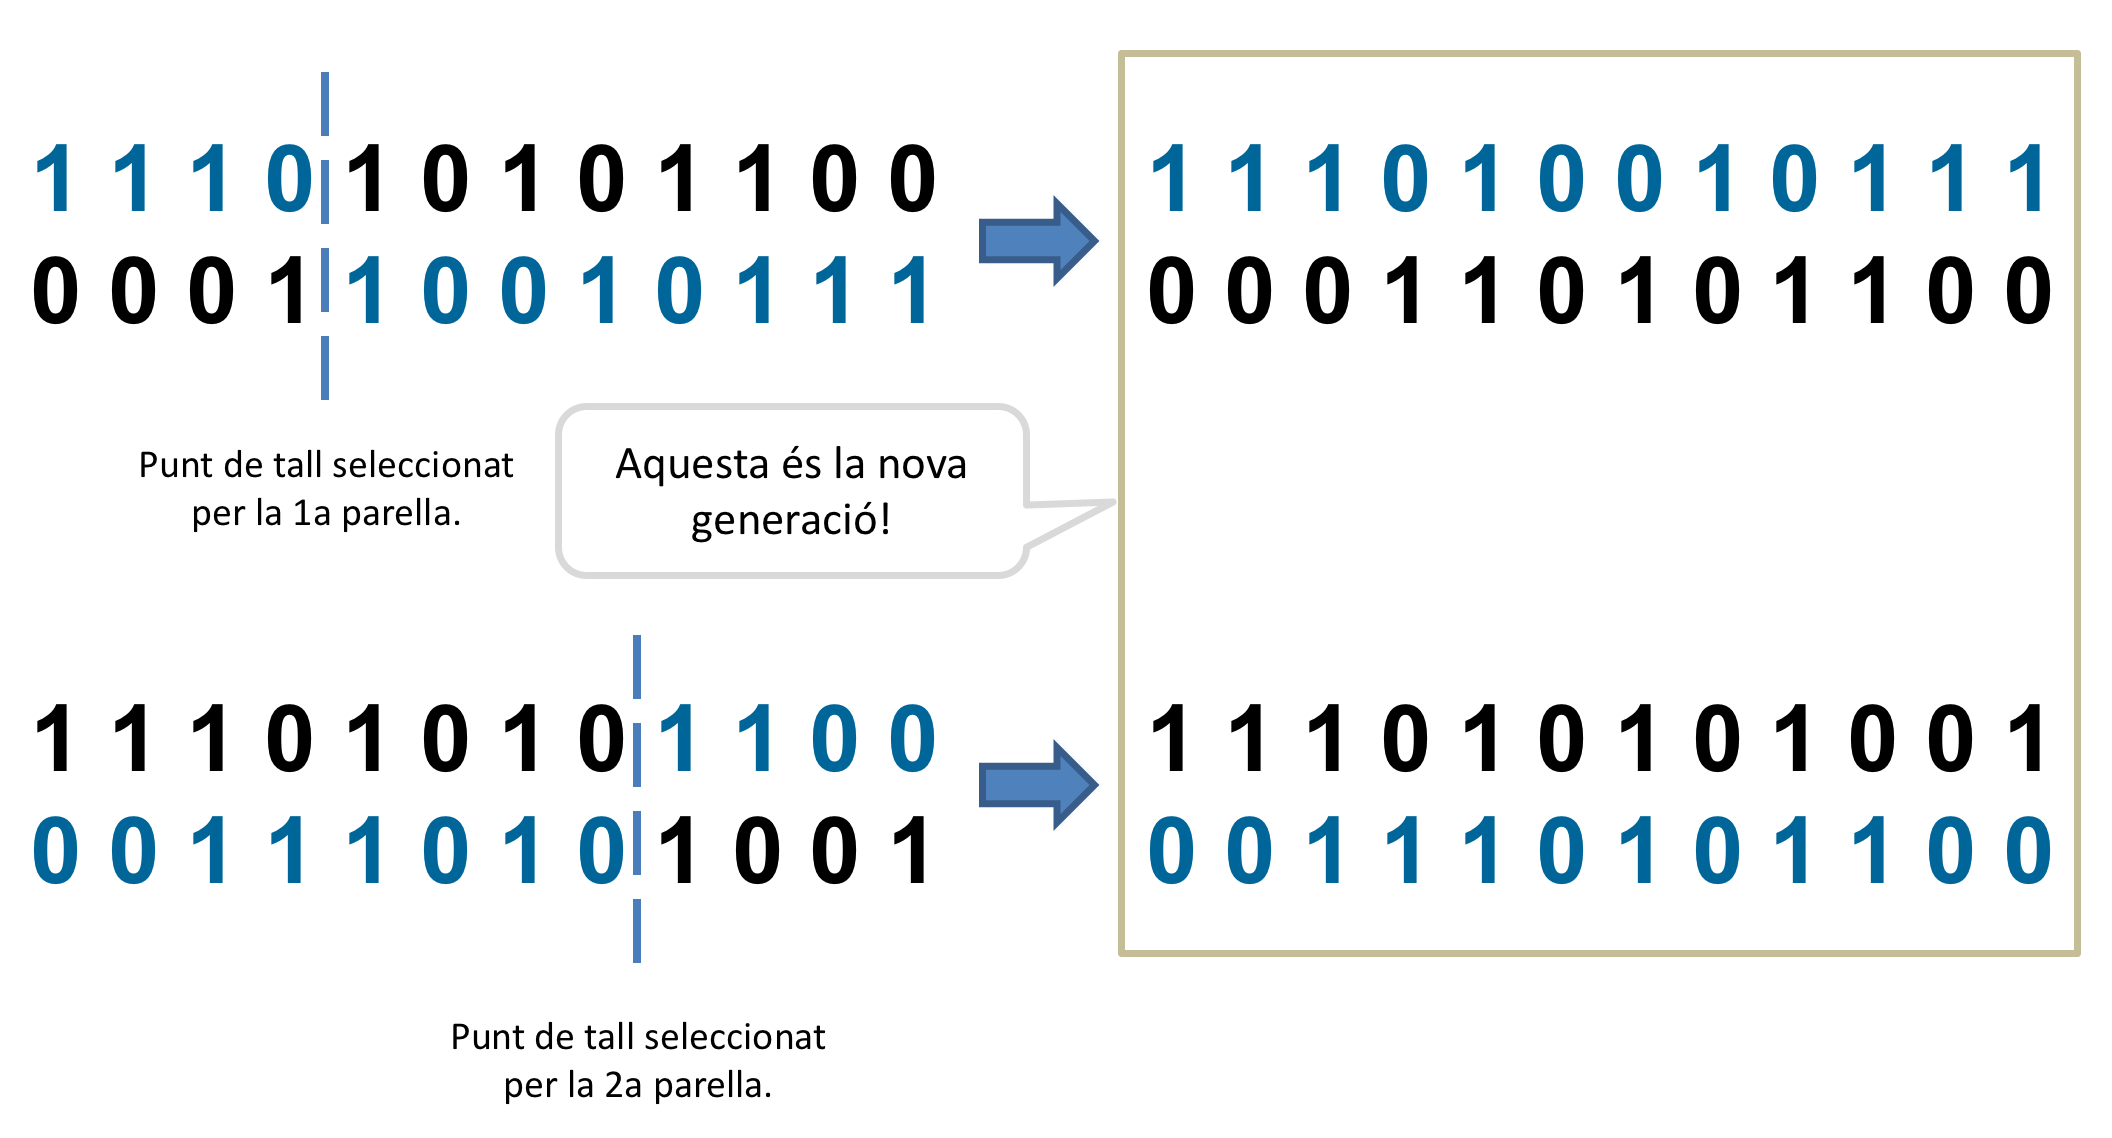 1 1 1 0 1 0 1 0 1 1 0 0
0 0 0 1 1 0 0 1 0 1 1 1
1 1 1 0 1 0 0 1 0 1 1 1
0 0 0 1 1 0 1 0 1 1 0 0
Punt de tall seleccionat
per la 1a parella.
Aquesta és la nova
generació!
1 1 1 0 1 0 1 0 1 1 0 0
0 0 1 1 1 0 1 0 1 0 0 1
1 1 1 0 1 0 1 0 1 0 0 1
0 0 1 1 1 0 1 0 1 1 0 0
Punt de tall seleccionat
per la 2a parella.